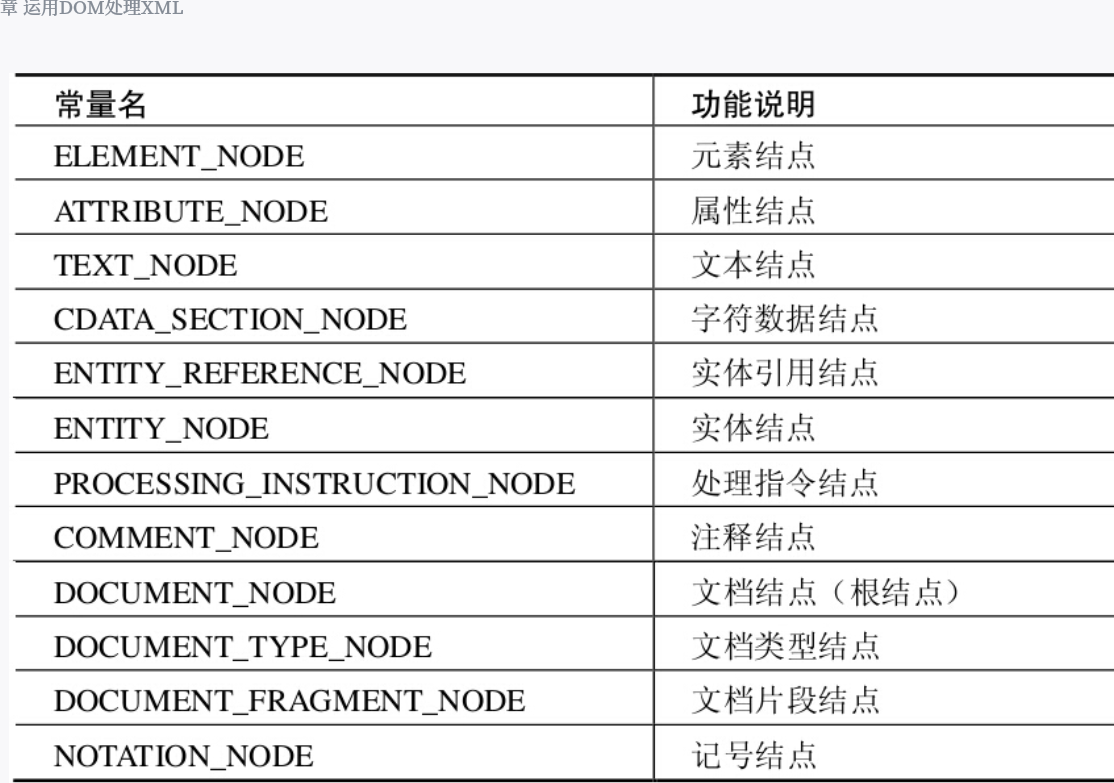 章 运用DOM处理XML
常量名 功能说明
ELEMENT_NODE 元素结点
ATTRIBUTE_NODE 属性结点
TEXT_NODE 文本结点
CDATA_SECTION_NODE 字符数据结点
ENTITY_REFERENCE_NODE 实体引用结点
ENTITY_NODE 实体结点
PROCESSING_INSTRUCTION_NODE 处理指令结点
COMMENT_NODE 注释结点
DOCUMENT_NODE 文档结点（根结点）
DOCUMENT_TYPE_NODE 文档类型结点
DOCUMENT_FRAGMENT_NODE 文档片段结点
NOTATION_NODE 记号结点